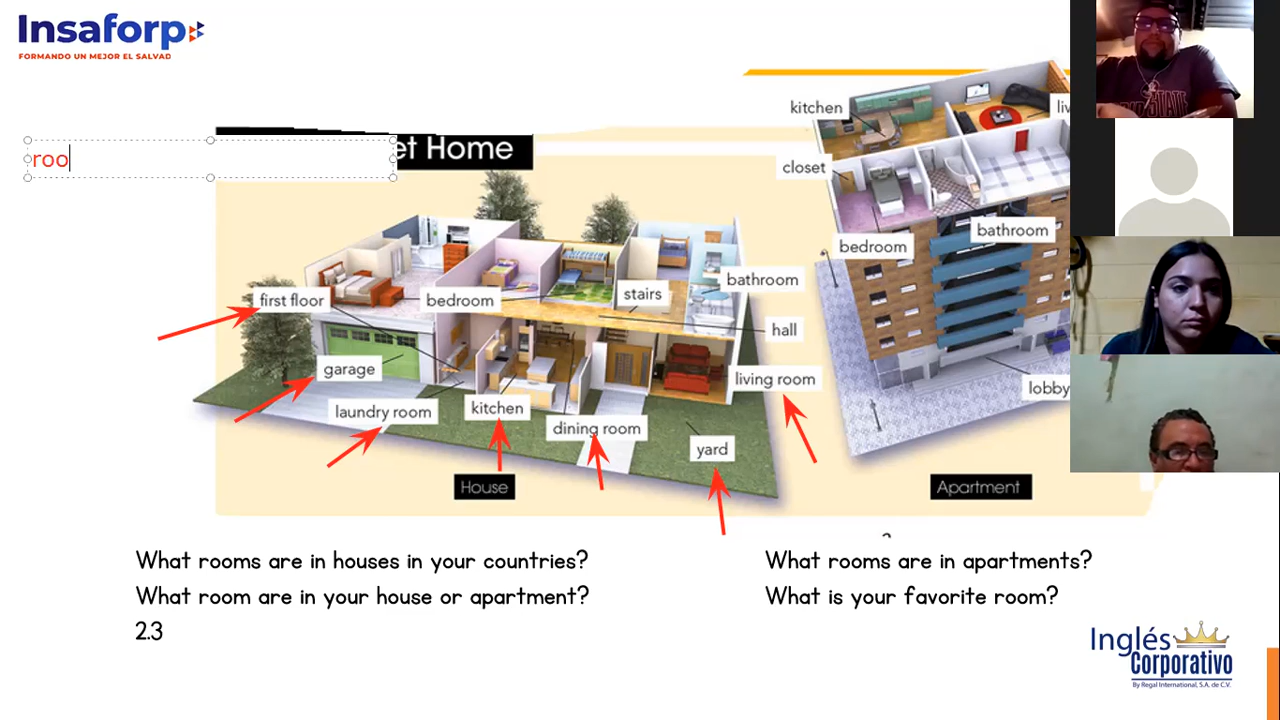 Insaforp
FORMANDO UN MEJOR EL SALVAD
roo
et Home
kitchen
closet
bedroom
bathroom
first floor
bedroom
stairs
bathroom
hall
garage
laundry room
kitchen
dining room
living room
yard
lobby
House
Apartment
What rooms are in houses in your countries?
What room are in your house or apartment?
2.3
What rooms are in apartments?
What is your favorite room?
Inglés
Corporativo
By Regal International, S.A. de C.V.